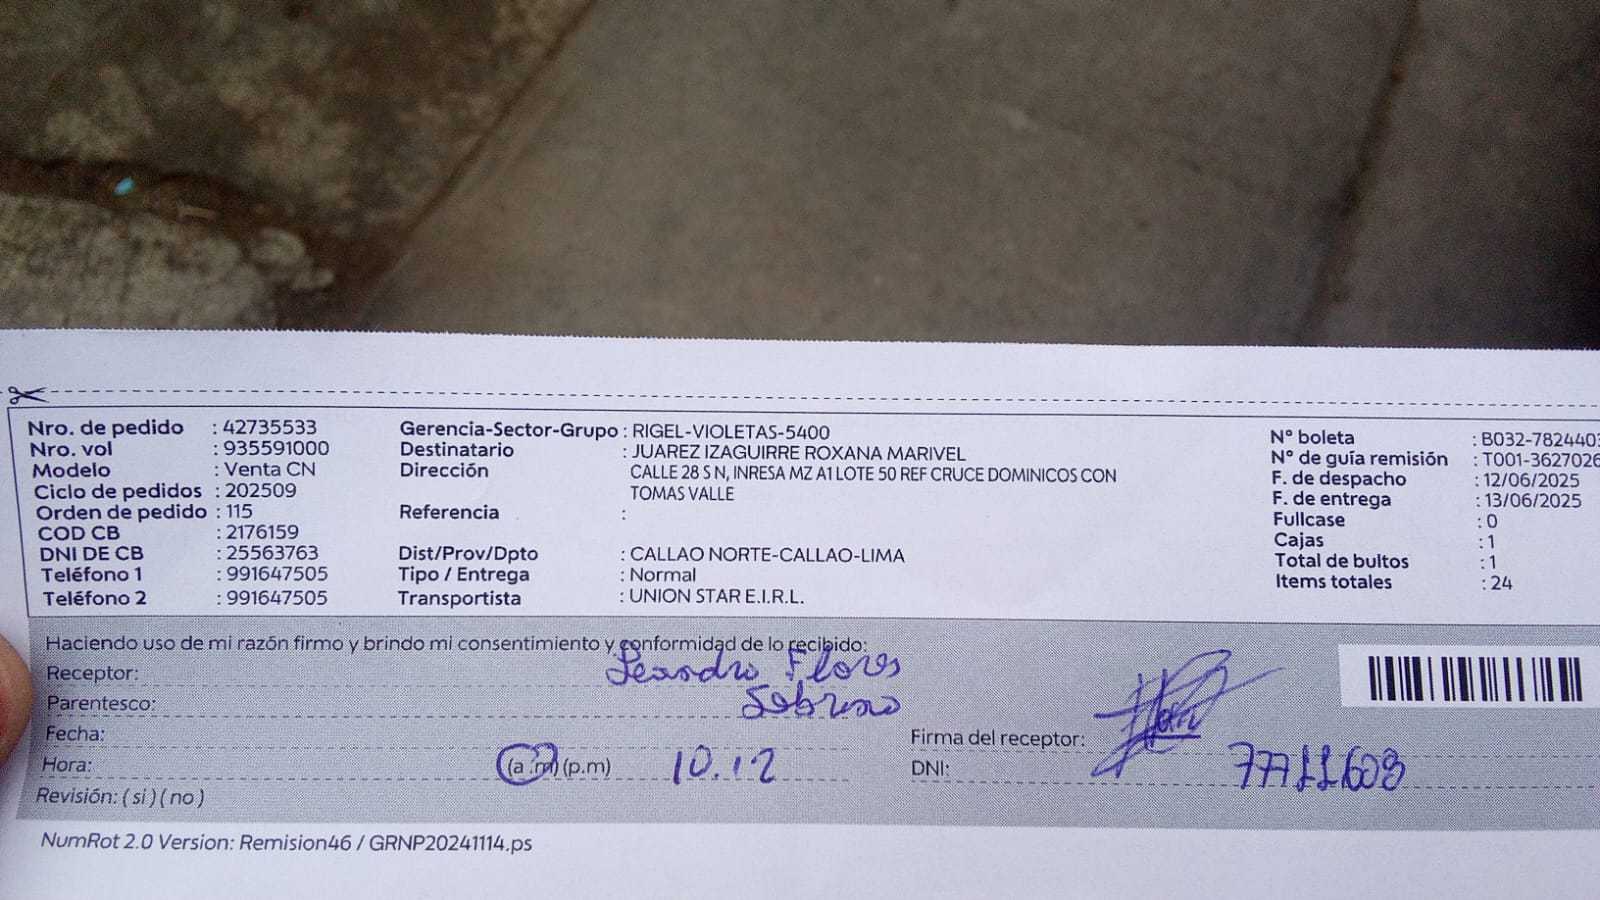 Nro. de pedido : 42735533
Nro. vol : 935591000
Modelo : Venta CN
Ciclo de pedidos : 202509
Orden de pedido : 115
COD CB : 2176159
DNI DE CB : 25563763
Teléfono 1 : 991647505
Teléfono 2 : 991647505
Gerencia-Sector-Grupo : RIGEL-VIOLETAS-5400
Destinatario : JUAREZ IZAGUIRRE ROXANA MARIVEL
Dirección CALLE 28 S N, INRESA MZ A1 LOTE 50 REF CRUCE DOMINICOS CON
TOMAS VALLE
Referencia :
Dist/Prov/Dpto : CALLAO NORTE-CALLAO-LIMA
Tipo / Entrega : Normal
Transportista : UNION STAR E.I.R.L.
N° boleta : B032-7824403
N° de guía remisión : T001-3627026
F. de despacho : 12/06/2025
F. de entrega : 13/06/2025
Fullcase : 0
Cajas : 1
Total de bultos : 1
Items totales : 24
Haciendo uso de mi razón firmo y brindo mi consentimiento y conformidad de lo recibido:
Receptor: Leandro Flores
Parentesco: Sobrino
Fecha:
Hora: (a .m) (p.m) 10.12
Revisión: ( si ) ( no )
Firma del receptor:
DNI: 77711603
NumRot 2.0 Version: Remision46 / GRNP20241114.ps